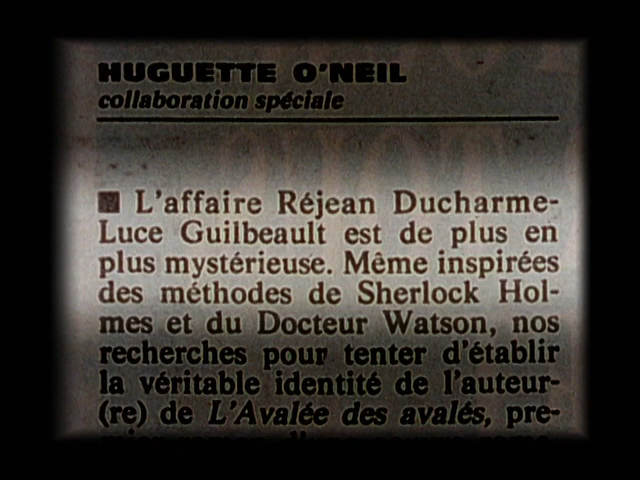 HUGUETTE O'NEIL
collaboration spéciale
■ L'affaire Réjean Ducharme-
Luce Guilbeault est de plus en
plus mystérieuse. Même inspirées
des méthodes de Sherlock Hol-
mes et du Docteur Watson, nos
recherches pour tenter d'établir
la véritable identité de l'auteur-
(re) de L'Avalée des avalés, pre-